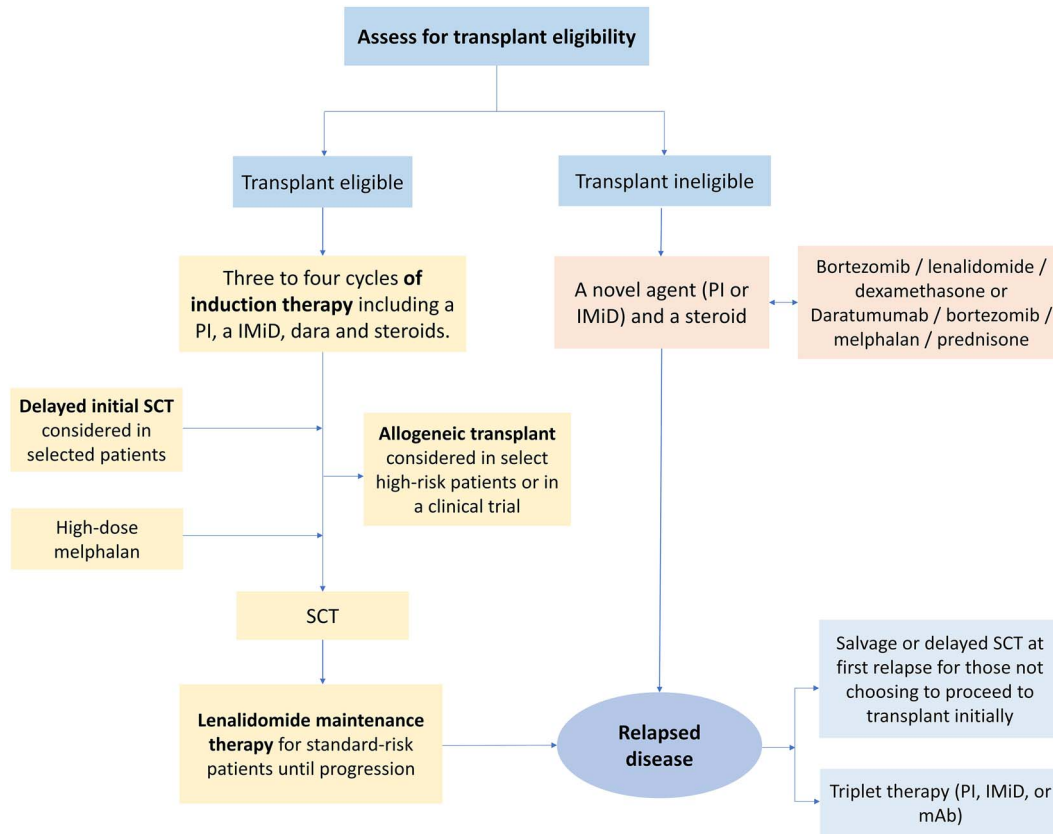 Assess for transplant eligibility
Transplant eligible
Transplant ineligible
Three to four cycles of
induction therapy including a
PI, a IMiD, dara and steroids.
A novel agent (PI or
IMiD) and a steroid
Bortezomib / lenalidomide /
dexamethasone or
Daratumumab / bortezomib /
melphalan / prednisone
Delayed initial SCT
considered in
selected patients
Allogeneic transplant
considered in select
high-risk patients or in
a clinical trial
High-dose
melphalan
SCT
Lenalidomide maintenance
therapy for standard-risk
patients until progression
Relapsed
disease
Salvage or delayed SCT at
first relapse for those not
choosing to proceed to
transplant initially
Triplet therapy (PI, IMiD, or
mAb)